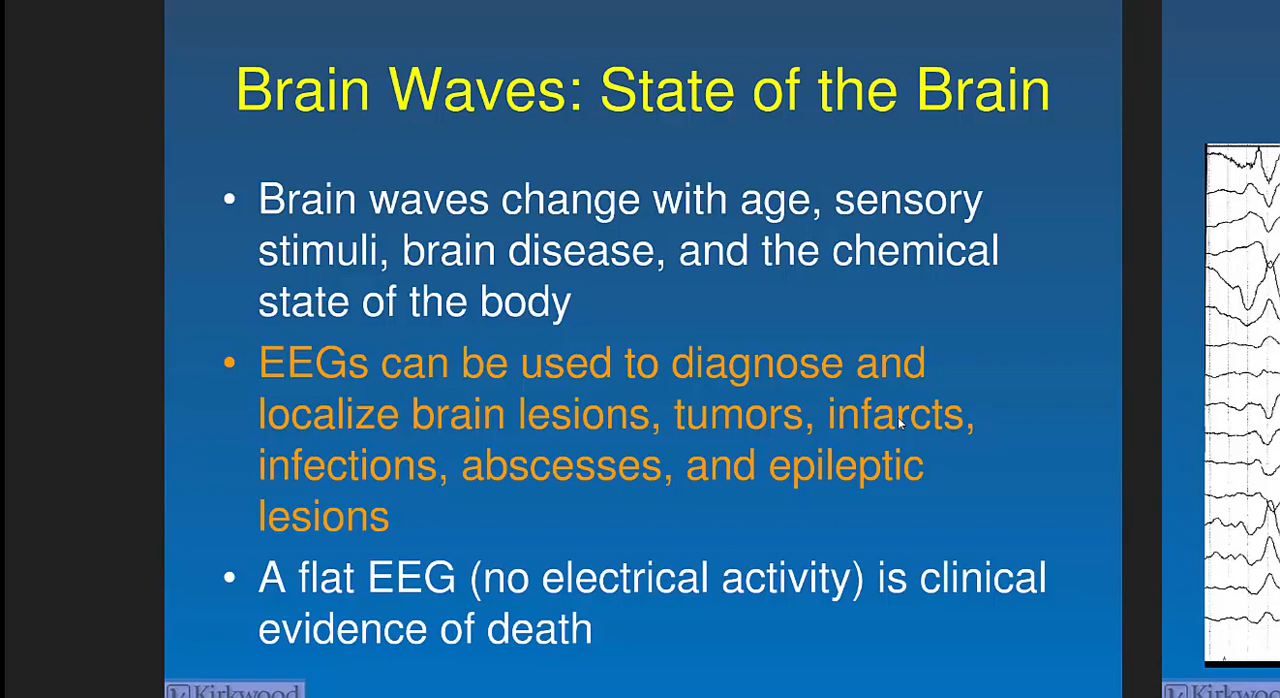 Brain Waves: State of the Brain
• Brain waves change with age, sensory
stimuli, brain disease, and the chemical
state of the body
• EEGs can be used to diagnose and
localize brain lesions, tumors, infarcts,
infections, abscesses, and epileptic
lesions
• A flat EEG (no electrical activity) is clinical
evidence of death
Kirkwood
Kirkwood